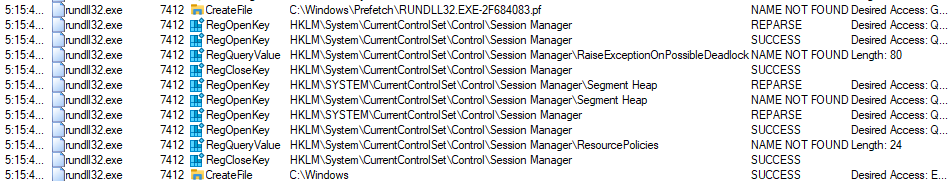 5:15:4... rundll32.exe 7412 CreateFile C:\Windows\Prefetch\RUNDLL32.EXE-2F684083.pf NAME NOT FOUND Desired Access: G...
5:15:4... rundll32.exe 7412 RegOpenKey HKLM\System\CurrentControlSet\Control\Session Manager REPARSE Desired Access: Q...
5:15:4... rundll32.exe 7412 RegOpenKey HKLM\System\CurrentControlSet\Control\Session Manager SUCCESS Desired Access: Q...
5:15:4... rundll32.exe 7412 RegQueryValue HKLM\System\CurrentControlSet\Control\Session Manager\RaiseExceptionOnPossibleDeadlock NAME NOT FOUND Length: 80
5:15:4... rundll32.exe 7412 RegCloseKey HKLM\System\CurrentControlSet\Control\Session Manager SUCCESS
5:15:4... rundll32.exe 7412 RegOpenKey HKLM\SYSTEM\CurrentControlSet\Control\Session Manager\Segment Heap REPARSE Desired Access: Q...
5:15:4... rundll32.exe 7412 RegOpenKey HKLM\System\CurrentControlSet\Control\Session Manager\Segment Heap NAME NOT FOUND Desired Access: Q...
5:15:4... rundll32.exe 7412 RegOpenKey HKLM\SYSTEM\CurrentControlSet\Control\Session Manager REPARSE Desired Access: Q...
5:15:4... rundll32.exe 7412 RegOpenKey HKLM\System\CurrentControlSet\Control\Session Manager SUCCESS Desired Access: Q...
5:15:4... rundll32.exe 7412 RegQueryValue HKLM\System\CurrentControlSet\Control\Session Manager\ResourcePolicies NAME NOT FOUND Length: 24
5:15:4... rundll32.exe 7412 RegCloseKey HKLM\System\CurrentControlSet\Control\Session Manager SUCCESS
5:15:4... rundll32.exe 7412 CreateFile C:\Windows SUCCESS Desired Access: E...